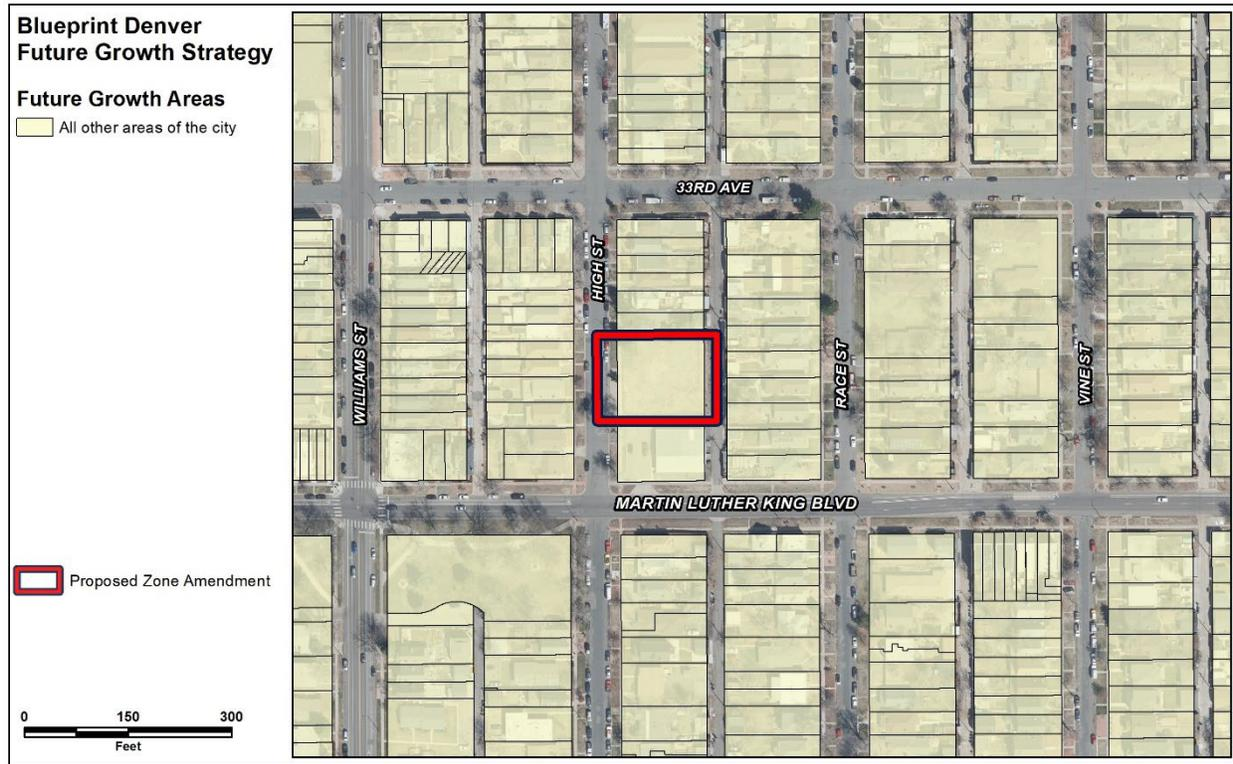 Blueprint Denver
Future Growth Strategy
Future Growth Areas
All other areas of the city
33RD AVE
HIGH ST
WILLIAMS ST
RACE ST
VINE ST
MARTIN LUTHER KING BLVD
Proposed Zone Amendment
0 150 300
Feet